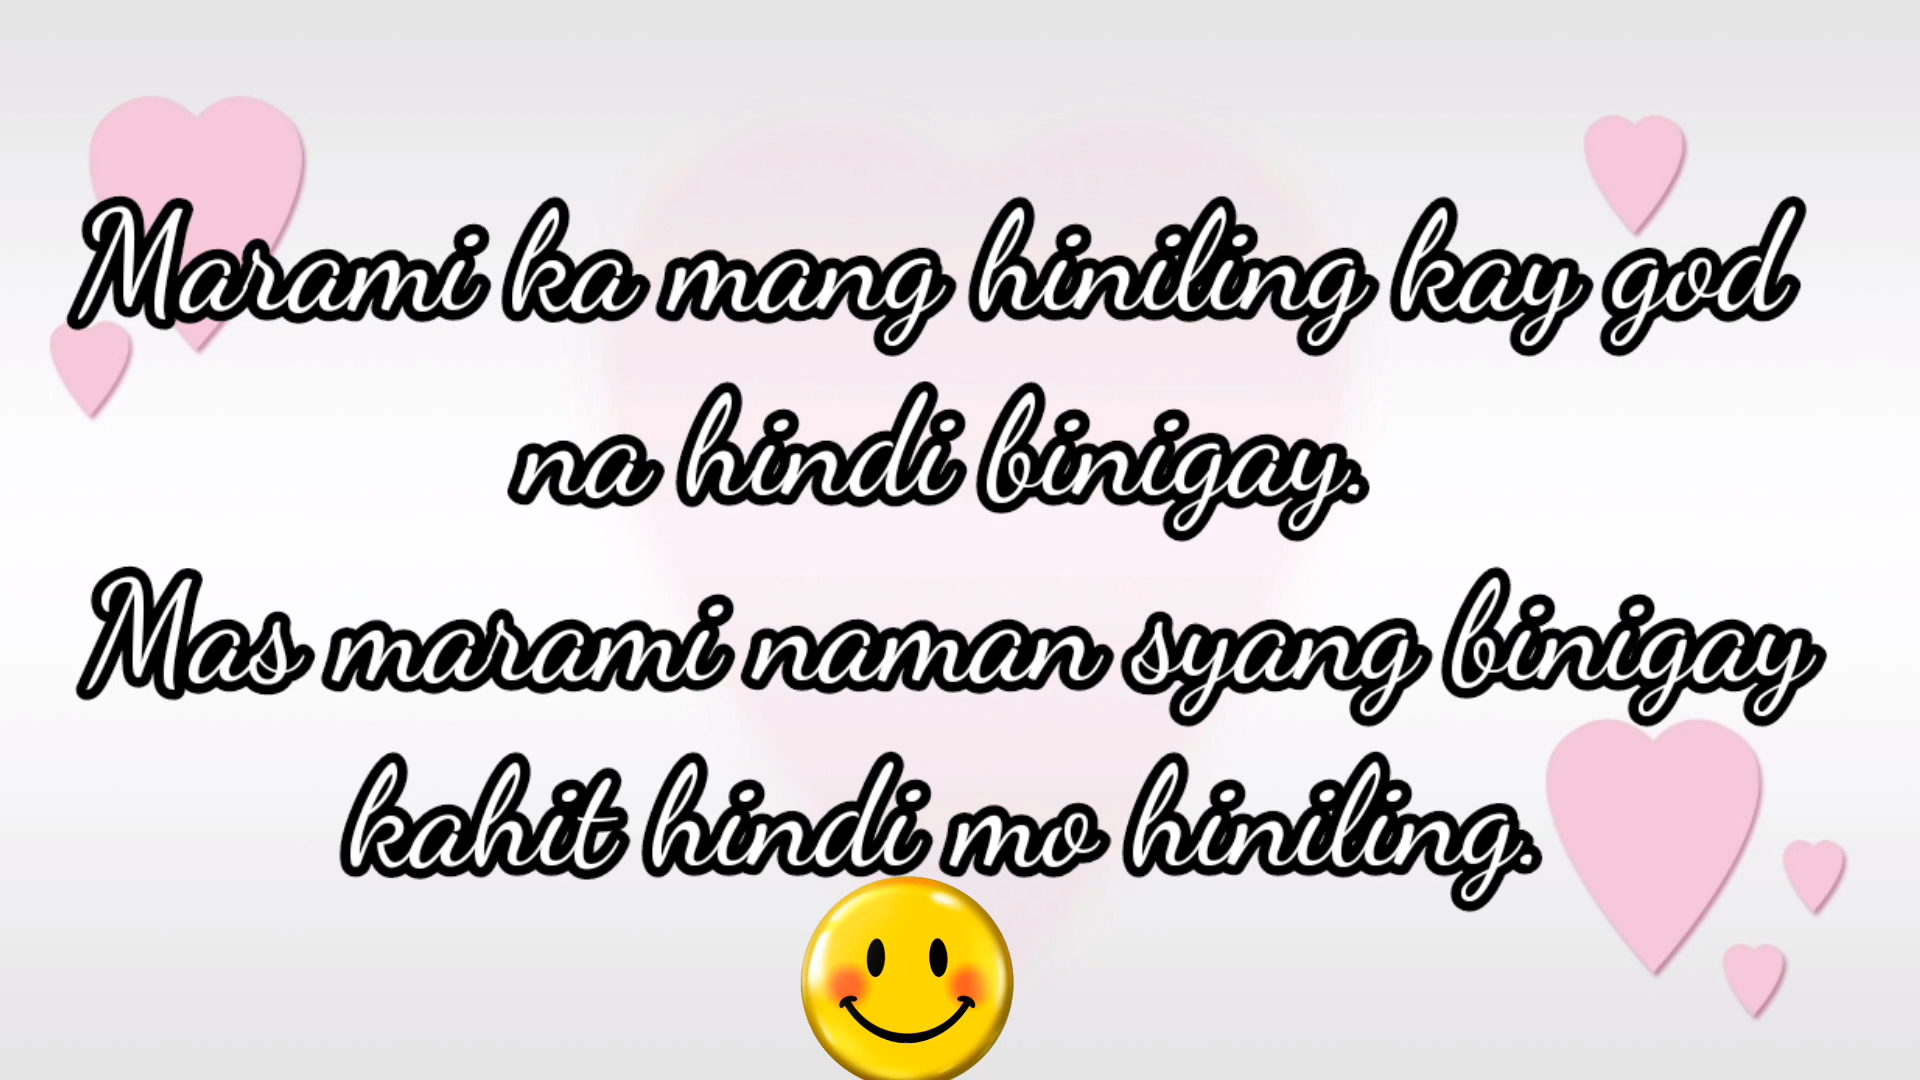 Marami ka mang hiniling kay god
na hindi binigay.
Mas marami naman syang binigay
kahit hindi mo hiniling.